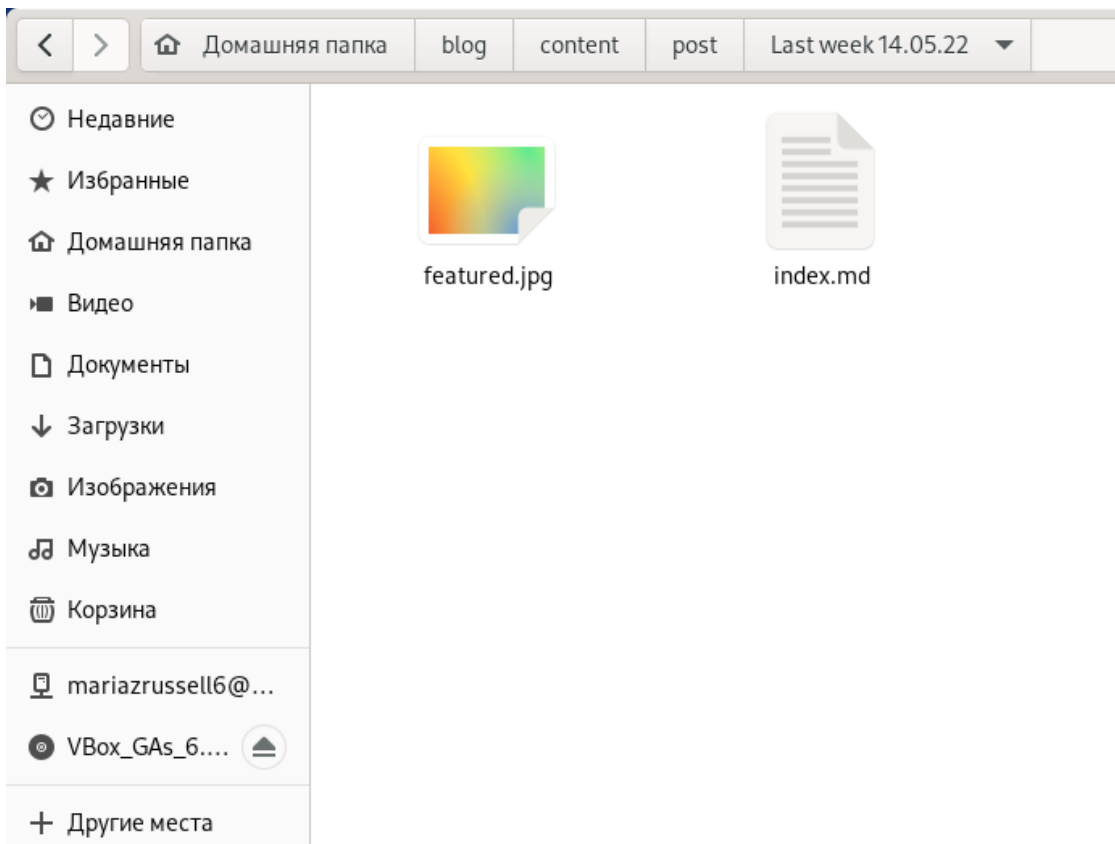 Домашняя папка blog content post Last week 14.05.22
Недавние
Избранные
Домашняя папка
Видео
Документы
Загрузки
Изображения
Музыка
Корзина
mariazrussell6@...
VBox_GAs_6....
Другие места
featured.jpg
index.md